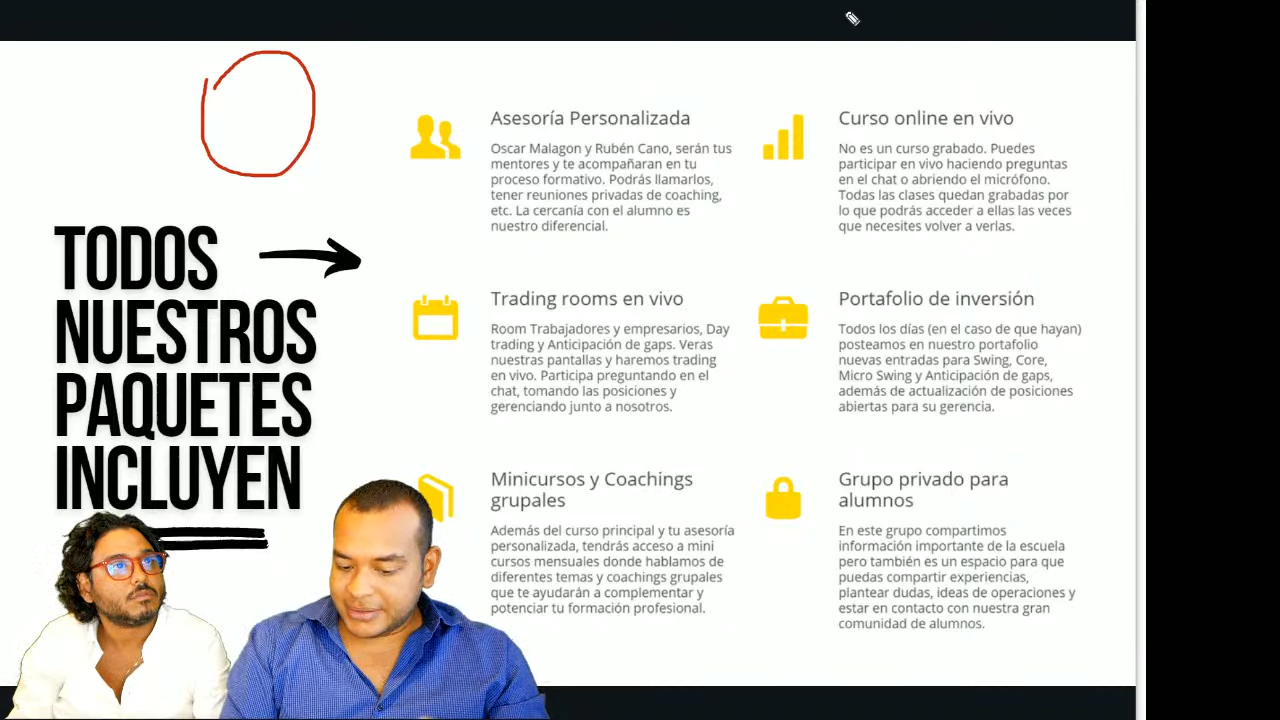 TODOS
NUESTROS
PAQUETES
INCLUYEN
Asesoría Personalizada
Oscar Malagon y Rubén Cano, serán tus
mentores y te acompañaran en tu
proceso formativo. Podrás llamarlos,
tener reuniones privadas de coaching,
etc. La cercanía con el alumno es
nuestro diferencial.
Curso online en vivo
No es un curso grabado. Puedes
participar en vivo haciendo preguntas
en el chat o abriendo el micrófono.
Todas las clases quedan grabadas por
lo que podrás acceder a ellas las veces
que necesites volver a verlas.
Trading rooms en vivo
Room Trabajadores y empresarios, Day
trading y Anticipación de gaps. Veras
nuestras pantallas y haremos trading
en vivo. Participa preguntando en el
chat, tomando las posiciones y
gerenciando junto a nosotros.
Portafolio de inversión
Todos los días (en el caso de que hayan)
posteamos en nuestro portafolio
nuevas entradas para Swing, Core,
Micro Swing y Anticipación de gaps,
además de actualización de posiciones
abiertas para su gerencia.
Minicursos y Coachings
grupales
Además del curso principal y tu asesoría
personalizada, tendrás acceso a mini
cursos mensuales donde hablamos de
diferentes temas y coachings grupales
que te ayudarán a complementar y
potenciar tu formación profesional.
Grupo privado para
alumnos
En este grupo compartimos
información importante de la escuela
pero también es un espacio para que
puedas compartir experiencias,
plantear dudas, ideas de operaciones y
estar en contacto con nuestra gran
comunidad de alumnos.